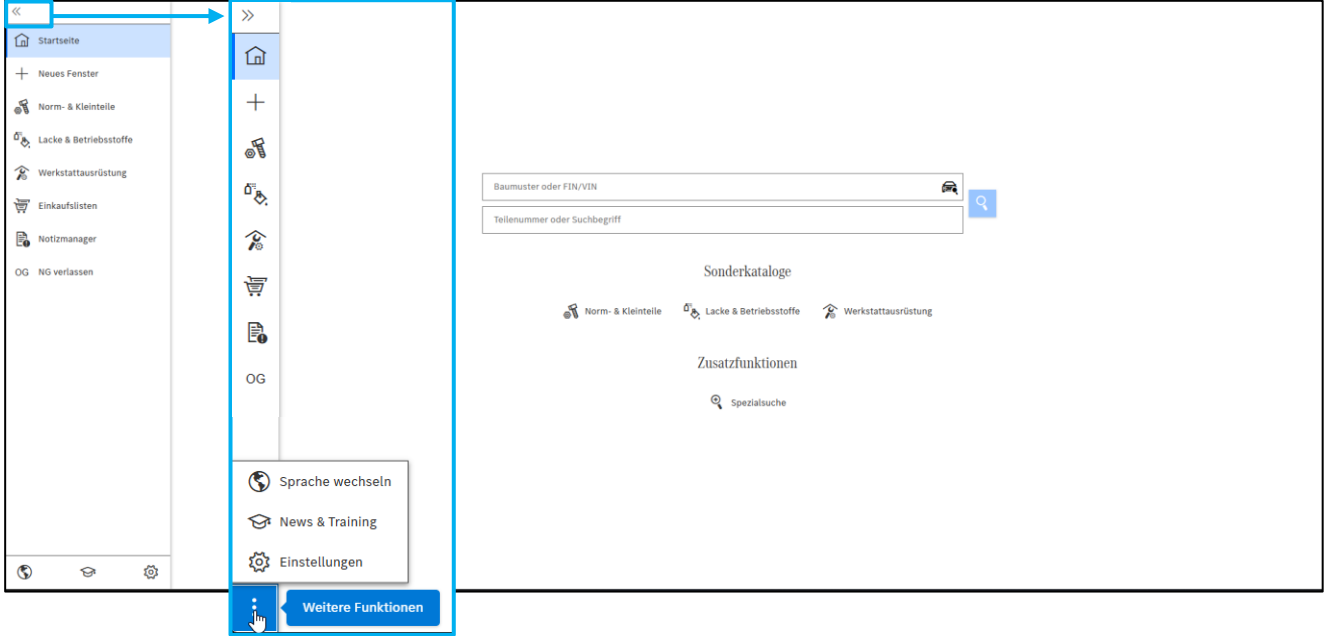 Startseite
Neues Fenster
Norm- & Kleinteile
Lacke & Betriebsstoffe
Werkstattausrüstung
Einkaufslisten
Notizmanager
OG NG verlassen
OG
Sprache wechseln
News & Training
Einstellungen
Weitere Funktionen
Baumuster oder FIN/VIN
Teilenummer oder Suchbegriff
Sonderkataloge
Norm- & Kleinteile Lacke & Betriebsstoffe Werkstattausrüstung
Zusatzfunktionen
Spezialsuche